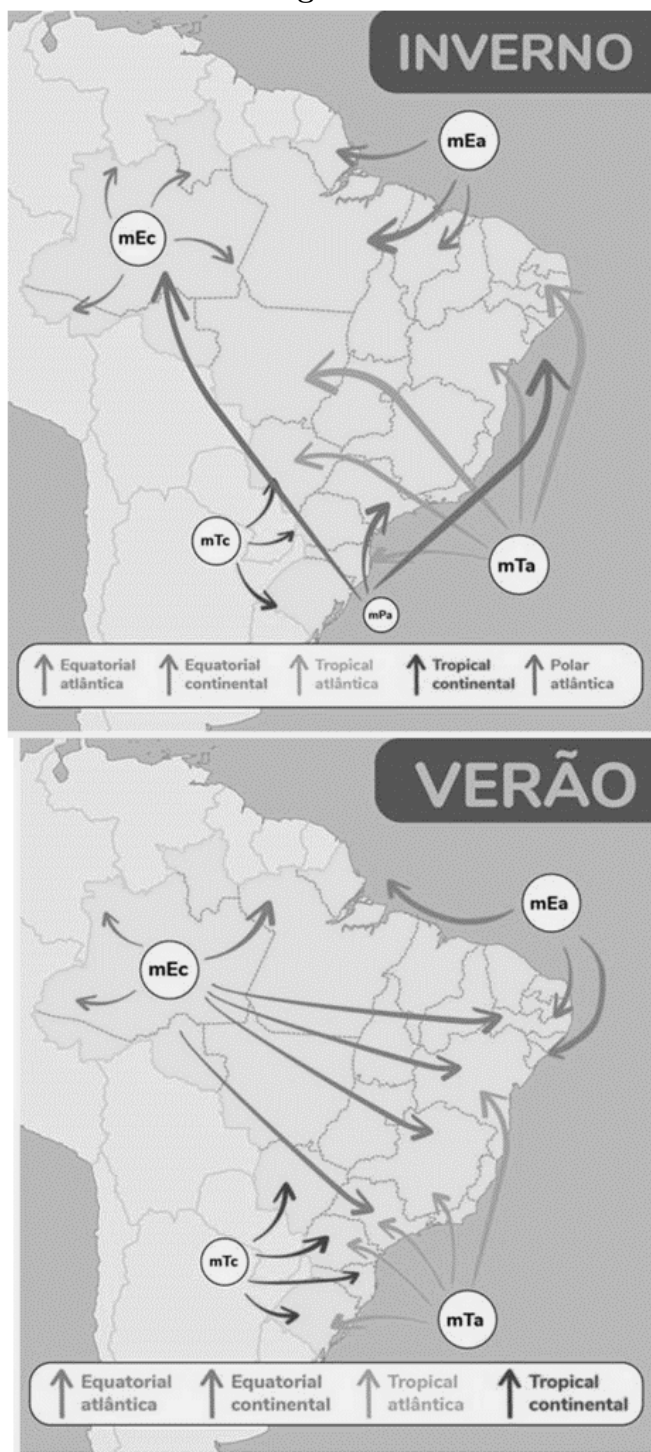 INVERNO
mEa
mEc
mTc
mTa
mPa
Equatorial atlântica
Equatorial continental
Tropical atlântica
Tropical continental
Polar atlântica
VERÃO
mEa
mEc
mTc
mTa
Equatorial atlântica
Equatorial continental
Tropical atlântica
Tropical continental